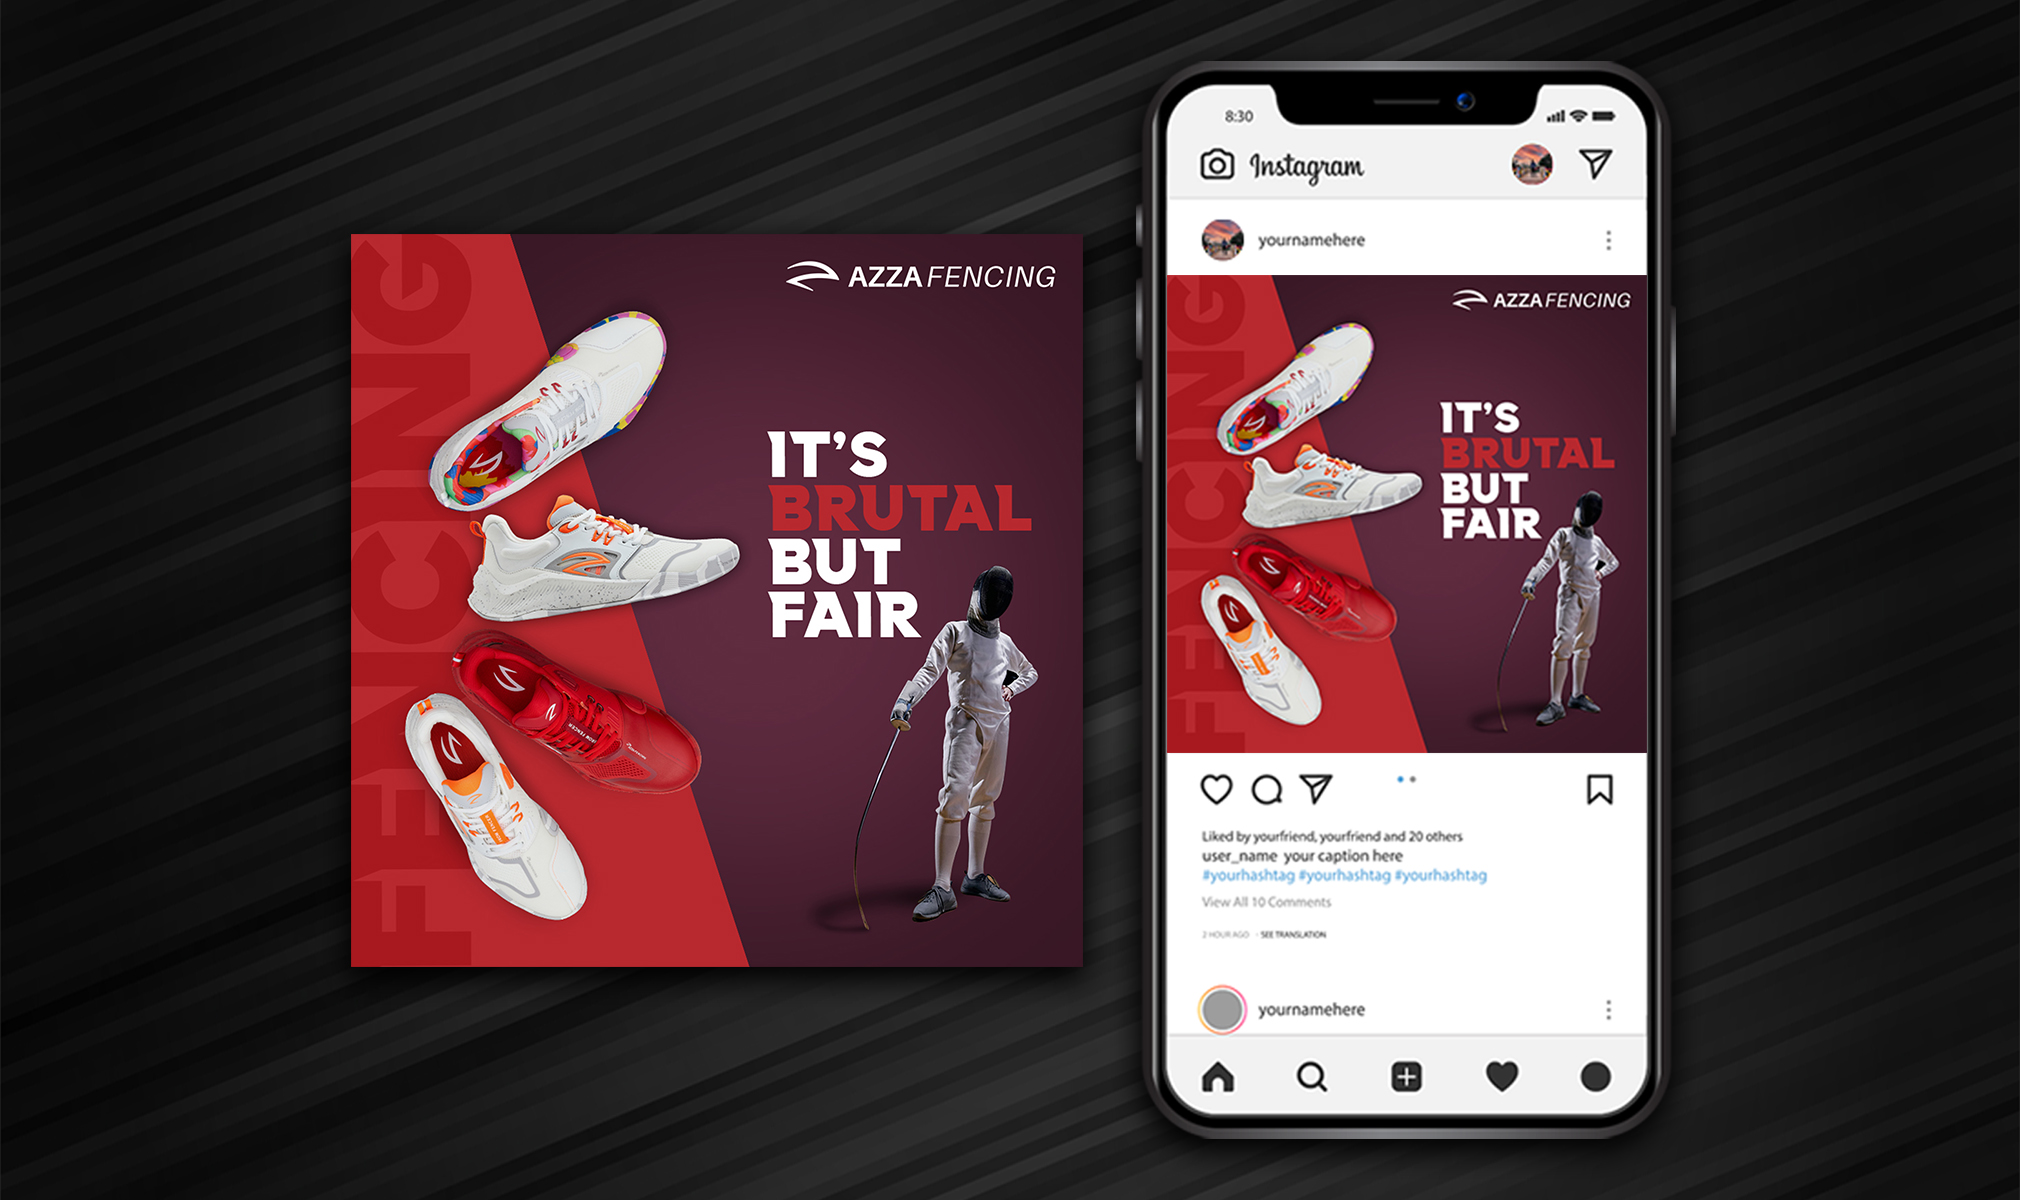 FENCING
AZZA FENCING
IT'S
BRUTAL
BUT
FAIR
8:30
Instagram
yournamehere
FENCING
AZZA FENCING
IT'S
BRUTAL
BUT
FAIR
Liked by yourfriend, yourfriend and 20 others
user_name your caption here
#yourhashtag #yourhashtag #yourhashtag
View All 10 Comments
2 HOUR AGO - SEE TRANSLATION
yournamehere